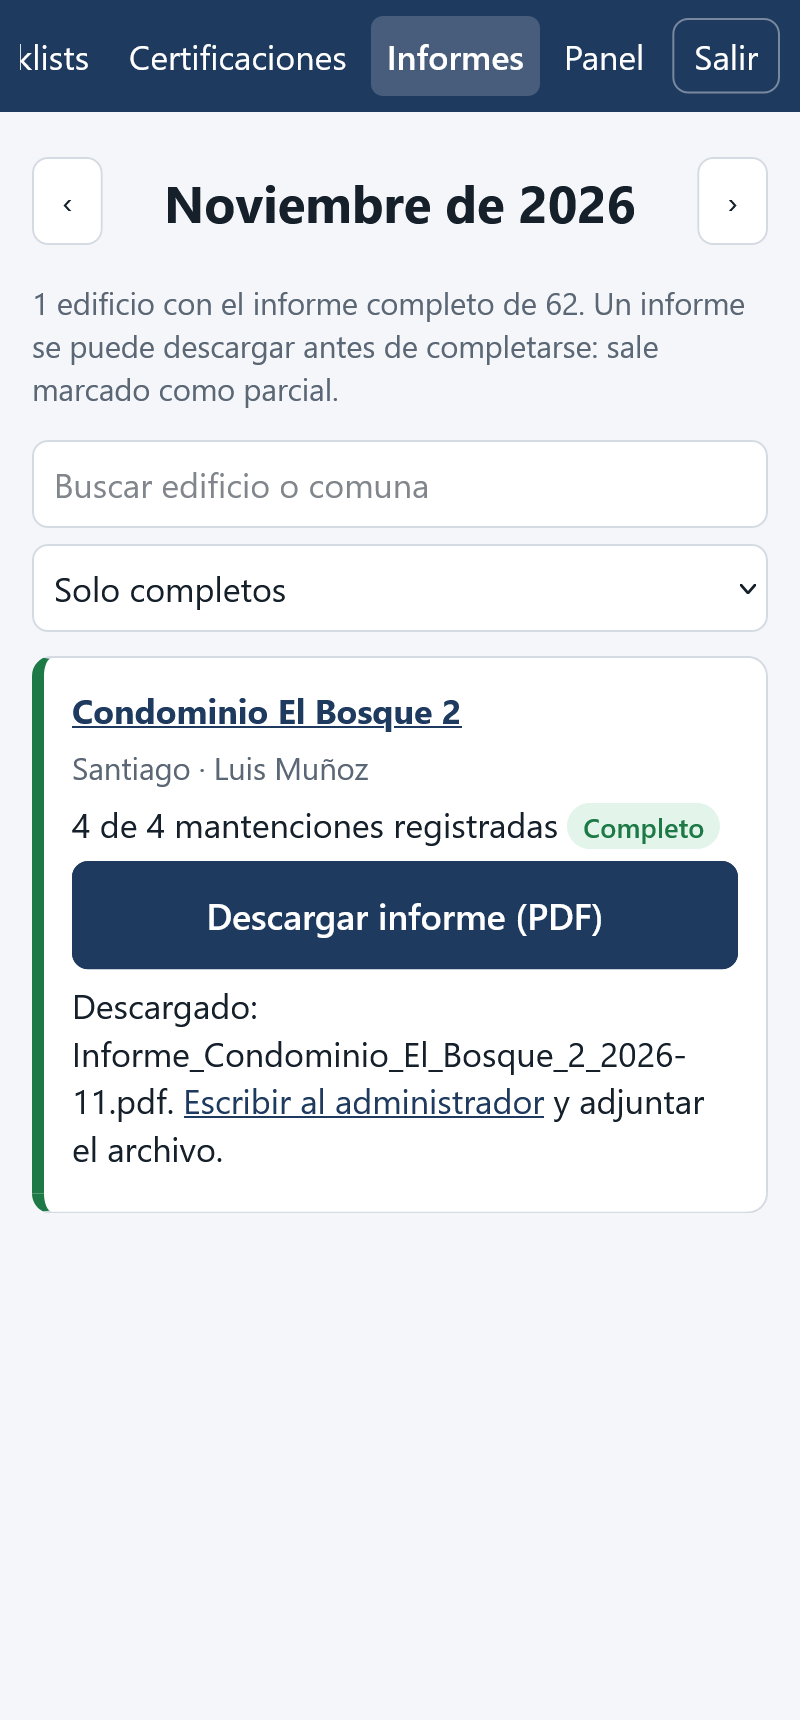 klists Certificaciones Informes Panel Salir
‹ Noviembre de 2026 ›
1 edificio con el informe completo de 62. Un informe
se puede descargar antes de completarse: sale
marcado como parcial.
Buscar edificio o comuna
Solo completos
Condominio El Bosque 2
Santiago · Luis Muñoz
4 de 4 mantenciones registradas Completo
Descargar informe (PDF)
Descargado:
Informe_Condominio_El_Bosque_2_2026-
11.pdf. Escribir al administrador y adjuntar
el archivo.